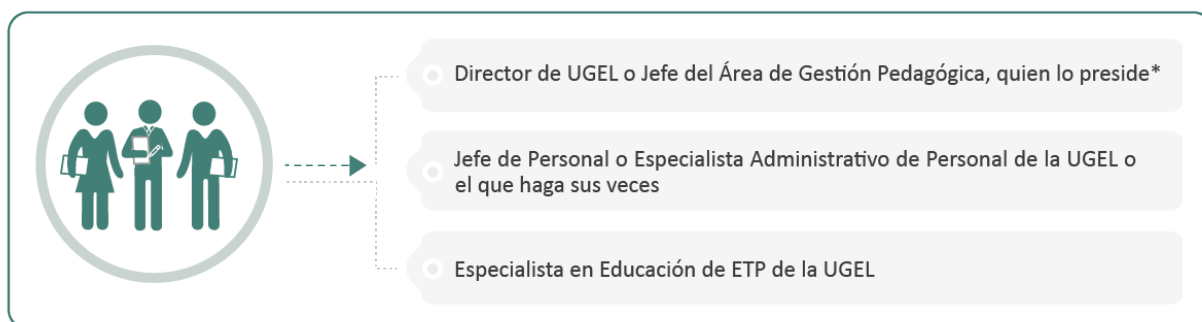 Director de UGEL o Jefe del Área de Gestión Pedagógica, quien lo preside*
Jefe de Personal o Especialista Administrativo de Personal de la UGEL o
el que haga sus veces
Especialista en Educación de ETP de la UGEL